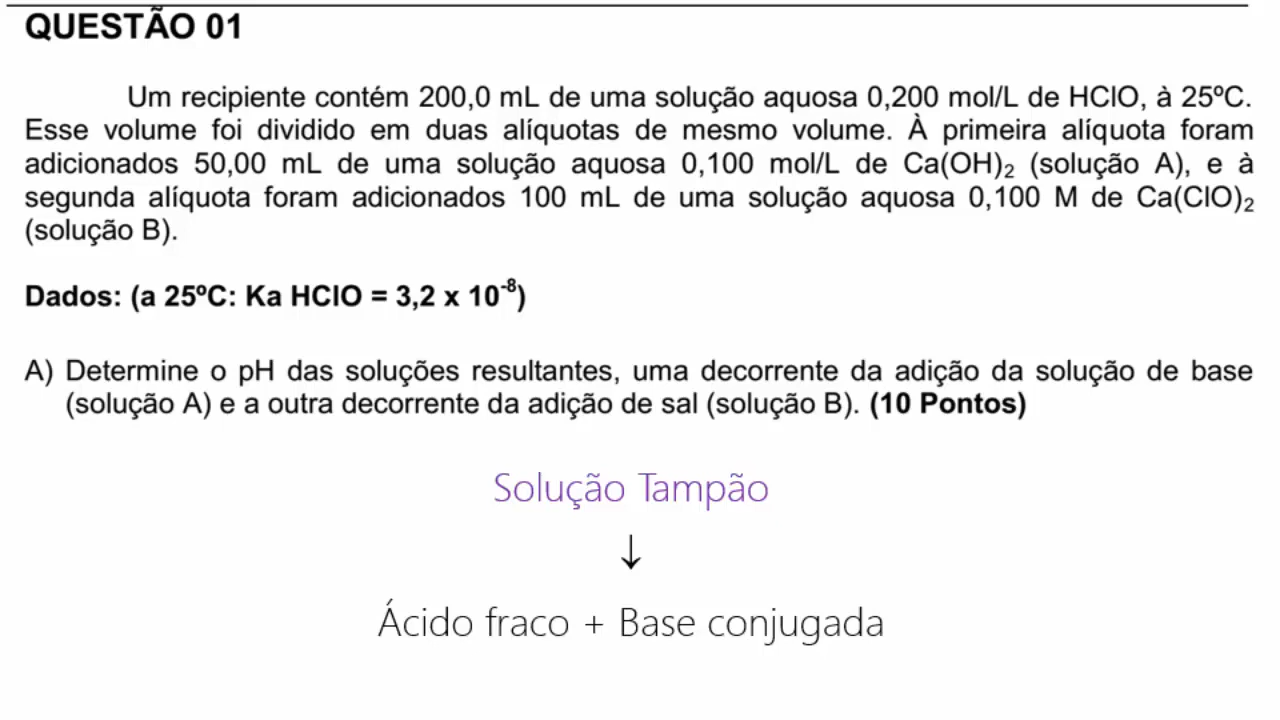 QUESTÃO 01
Um recipiente contém 200,0 mL de uma solução aquosa 0,200 mol/L de HClO, à 25ºC.
Esse volume foi dividido em duas alíquotas de mesmo volume. À primeira alíquota foram
adicionados 50,00 mL de uma solução aquosa 0,100 mol/L de Ca(OH)₂ (solução A), e à
segunda alíquota foram adicionados 100 mL de uma solução aquosa 0,100 M de Ca(ClO)₂
(solução B).
Dados: (a 25ºC: Ka HClO = 3,2 x 10⁻⁸)
A) Determine o pH das soluções resultantes, uma decorrente da adição da solução de base
(solução A) e a outra decorrente da adição de sal (solução B). (10 Pontos)
Solução Tampão
↓
Ácido fraco + Base conjugada